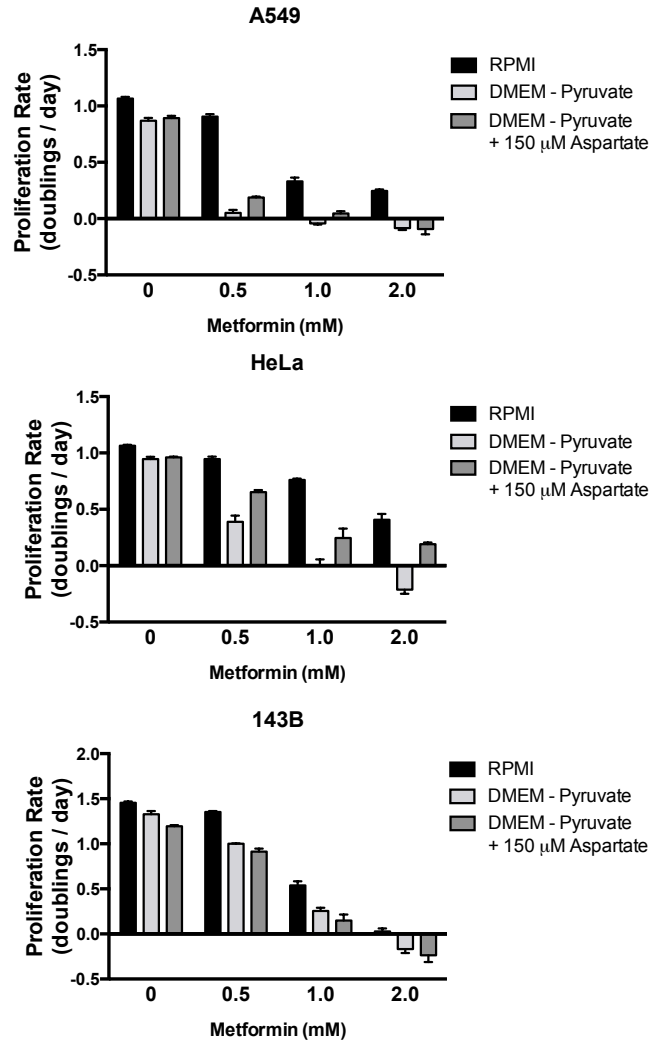 A549
Proliferation Rate
(doublings / day)
1.5
1.0
0.5
0.0
-0.5
0 0.5 1.0 2.0
Metformin (mM)
RPMI
DMEM - Pyruvate
DMEM - Pyruvate
+ 150 μM Aspartate
HeLa
Proliferation Rate
(doublings / day)
1.5
1.0
0.5
0.0
-0.5
0 0.5 1.0 2.0
Metformin (mM)
RPMI
DMEM - Pyruvate
DMEM - Pyruvate
+ 150 μM Aspartate
143B
Proliferation Rate
(doublings / day)
2.0
1.5
1.0
0.5
0.0
-0.5
0 0.5 1.0 2.0
Metformin (mM)
RPMI
DMEM - Pyruvate
DMEM - Pyruvate
+ 150 μM Aspartate